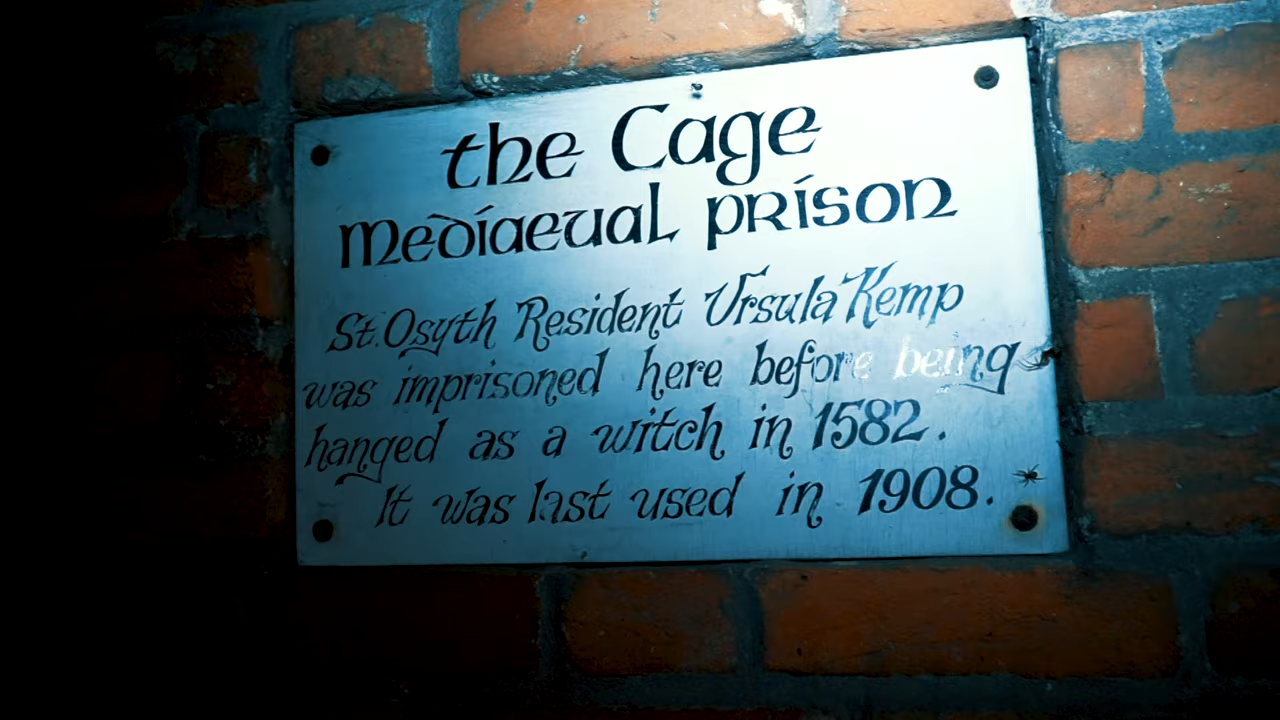 the Cage
mediaeval prison
St. Osyth Resident Ursula Kemp
was imprisoned here before being
hanged as a witch in 1582.
It was last used in 1908.